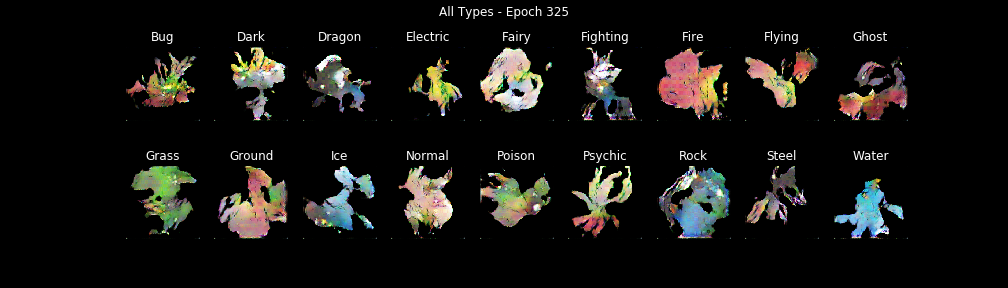 All Types - Epoch 325
Bug Dark Dragon Electric Fairy Fighting Fire Flying Ghost
Grass Ground Ice Normal Poison Psychic Rock Steel Water